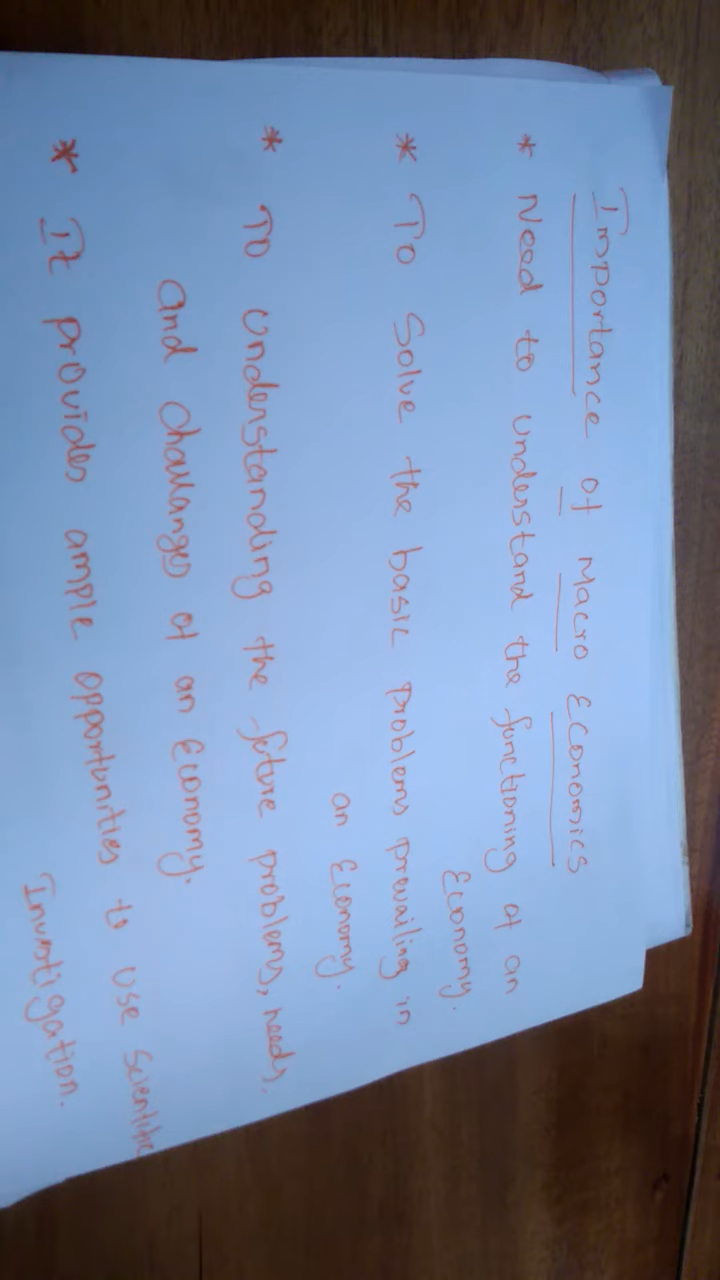 Importance of Macro Economics
* Need to understand the functioning of an
Economy.
* To Solve the basic problems prevailing in
an Economy.
* To Understanding the future problems, needs,
and challanges of an Economy.
* It provides ample opportunities to use Scientific
Investigation.